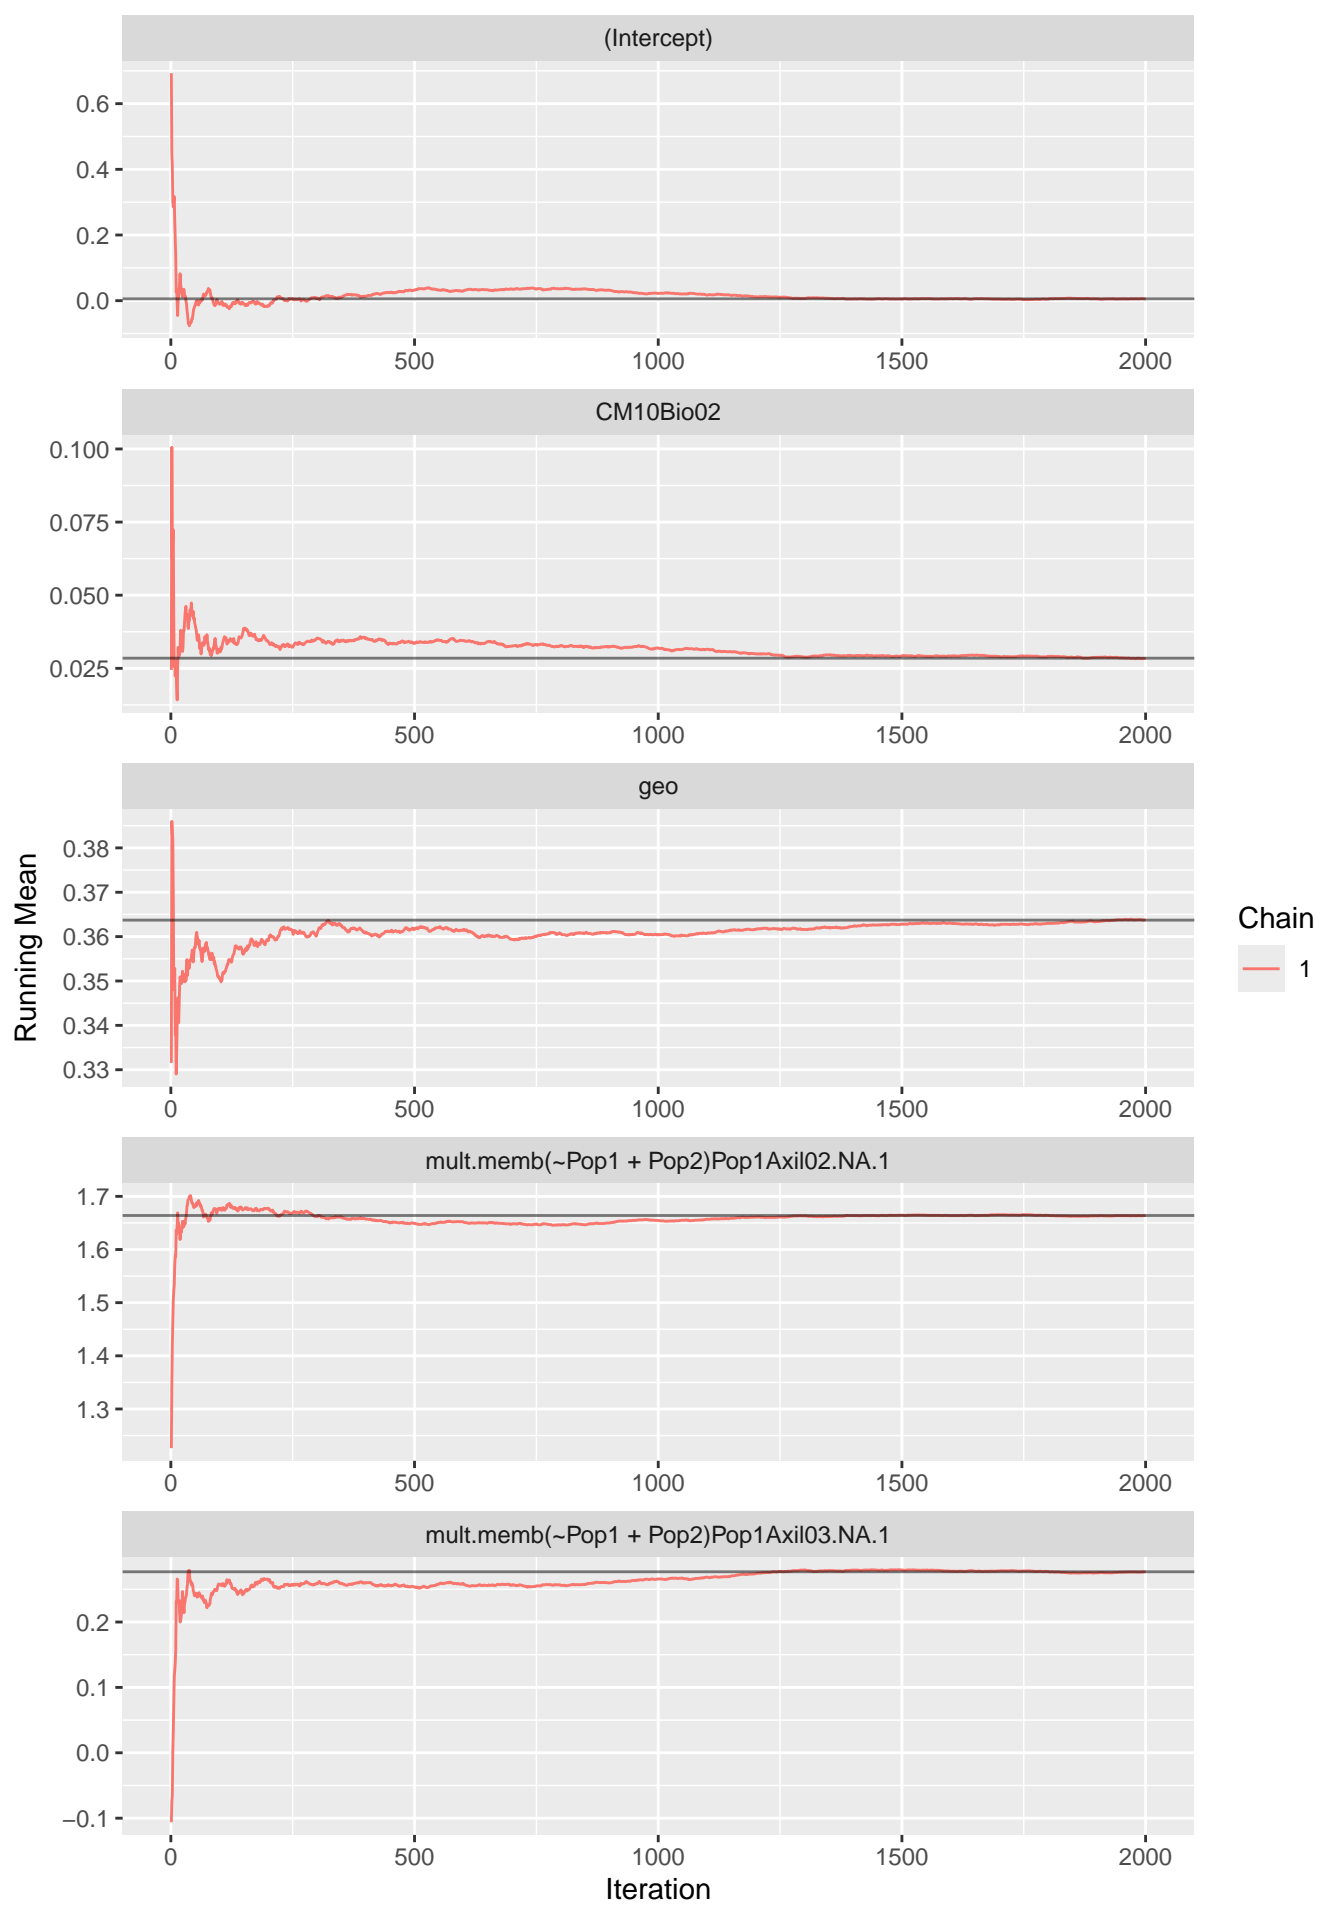 (Intercept)
0.6
0.4
0.2
0.0
0 500 1000 1500 2000
CM10Bio02
0.100
0.075
0.050
0.025
0 500 1000 1500 2000
geo
0.38
0.37
0.36
0.35
0.34
0.33
0 500 1000 1500 2000
mult.memb(~Pop1 + Pop2)Pop1Axil02.NA.1
1.7
1.6
1.5
1.4
1.3
0 500 1000 1500 2000
mult.memb(~Pop1 + Pop2)Pop1Axil03.NA.1
0.2
0.1
0.0
−0.1
0 500 1000 1500 2000
Iteration
Running Mean
Chain
1